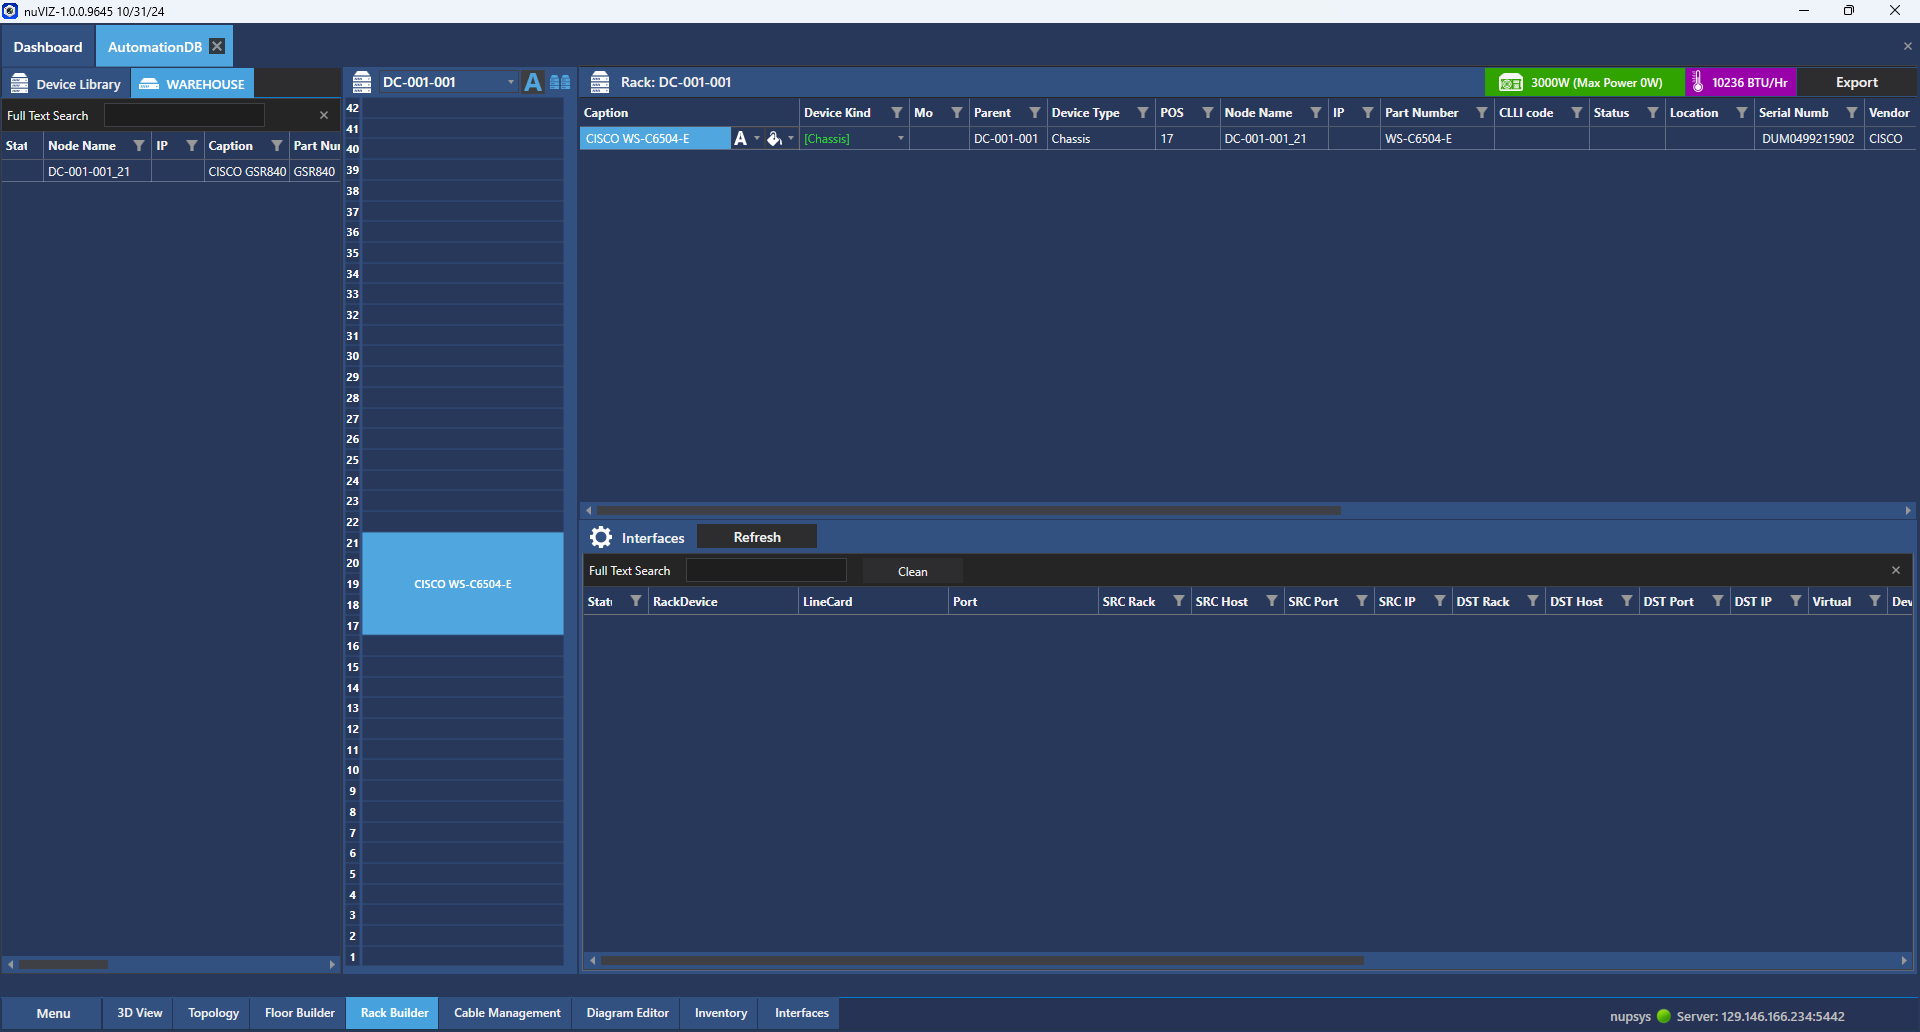 nuVIZ-1.0.0.9645 10/31/24
Dashboard AutomationDB
Device Library WAREHOUSE
Full Text Search
Stat Node Name IP Caption Part Nu
DC-001-001_21 CISCO GSR840 GSR840
DC-001-001 A
42
41
40
39
38
37
36
35
34
33
32
31
30
29
28
27
26
25
24
23
22
21
20
19
CISCO WS-C6504-E
18
17
16
15
14
13
12
11
10
9
8
7
6
5
4
3
2
1
Rack: DC-001-001 3000W (Max Power 0W) 10236 BTU/Hr Export
Caption Device Kind Mo Parent Device Type POS Node Name IP Part Number CLLI code Status Location Serial Numb Vendor
CISCO WS-C6504-E A [Chassis] DC-001-001 Chassis 17 DC-001-001_21 WS-C6504-E DUM0499215902 CISCO
Interfaces Refresh
Full Text Search Clean
Stat RackDevice LineCard Port SRC Rack SRC Host SRC Port SRC IP DST Rack DST Host DST Port DST IP Virtual Dev
Menu 3D View Topology Floor Builder Rack Builder Cable Management Diagram Editor Inventory Interfaces
nupsys Server: 129.146.166.234:5442